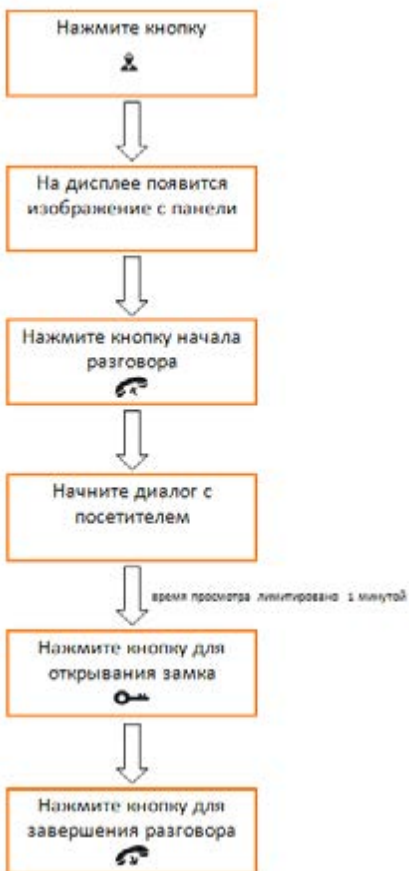 Нажмите кнопку
На дисплее появится
изображение с панели
Нажмите кнопку начала
разговора
Начните диалог с
посетителем
время просмотра лимитировано 1 минутой
Нажмите кнопку для
открывания замка
Нажмите кнопку для
завершения разговора